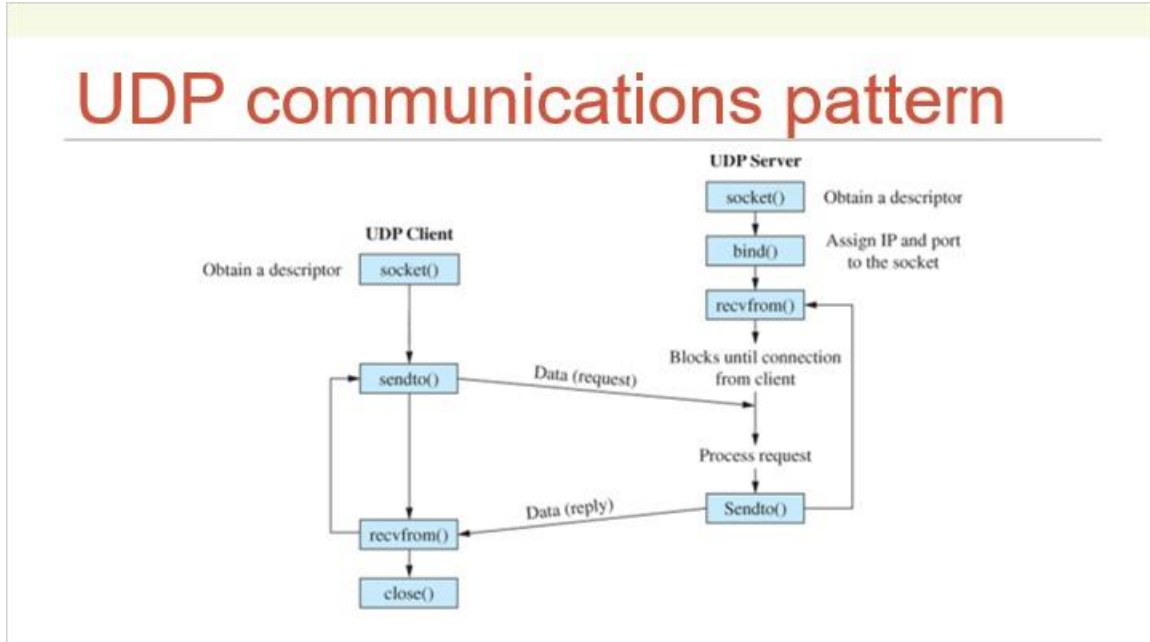 UDP communications pattern
UDP Server
socket()
Obtain a descriptor
bind()
Assign IP and port
to the socket
recvfrom()
Blocks until connection
from client
Process request
Sendto()
UDP Client
Obtain a descriptor
socket()
sendto()
Data (request)
Data (reply)
recvfrom()
close()